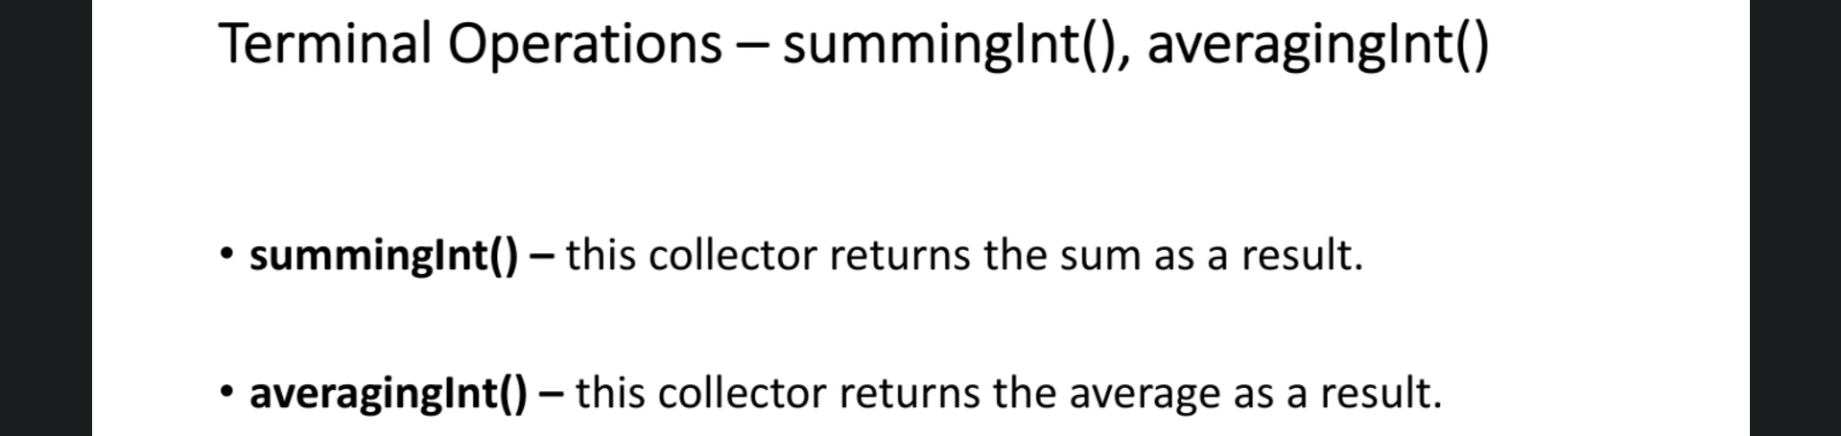 Terminal Operations – summingInt(), averagingInt()
• summingInt() – this collector returns the sum as a result.
• averagingInt() – this collector returns the average as a result.